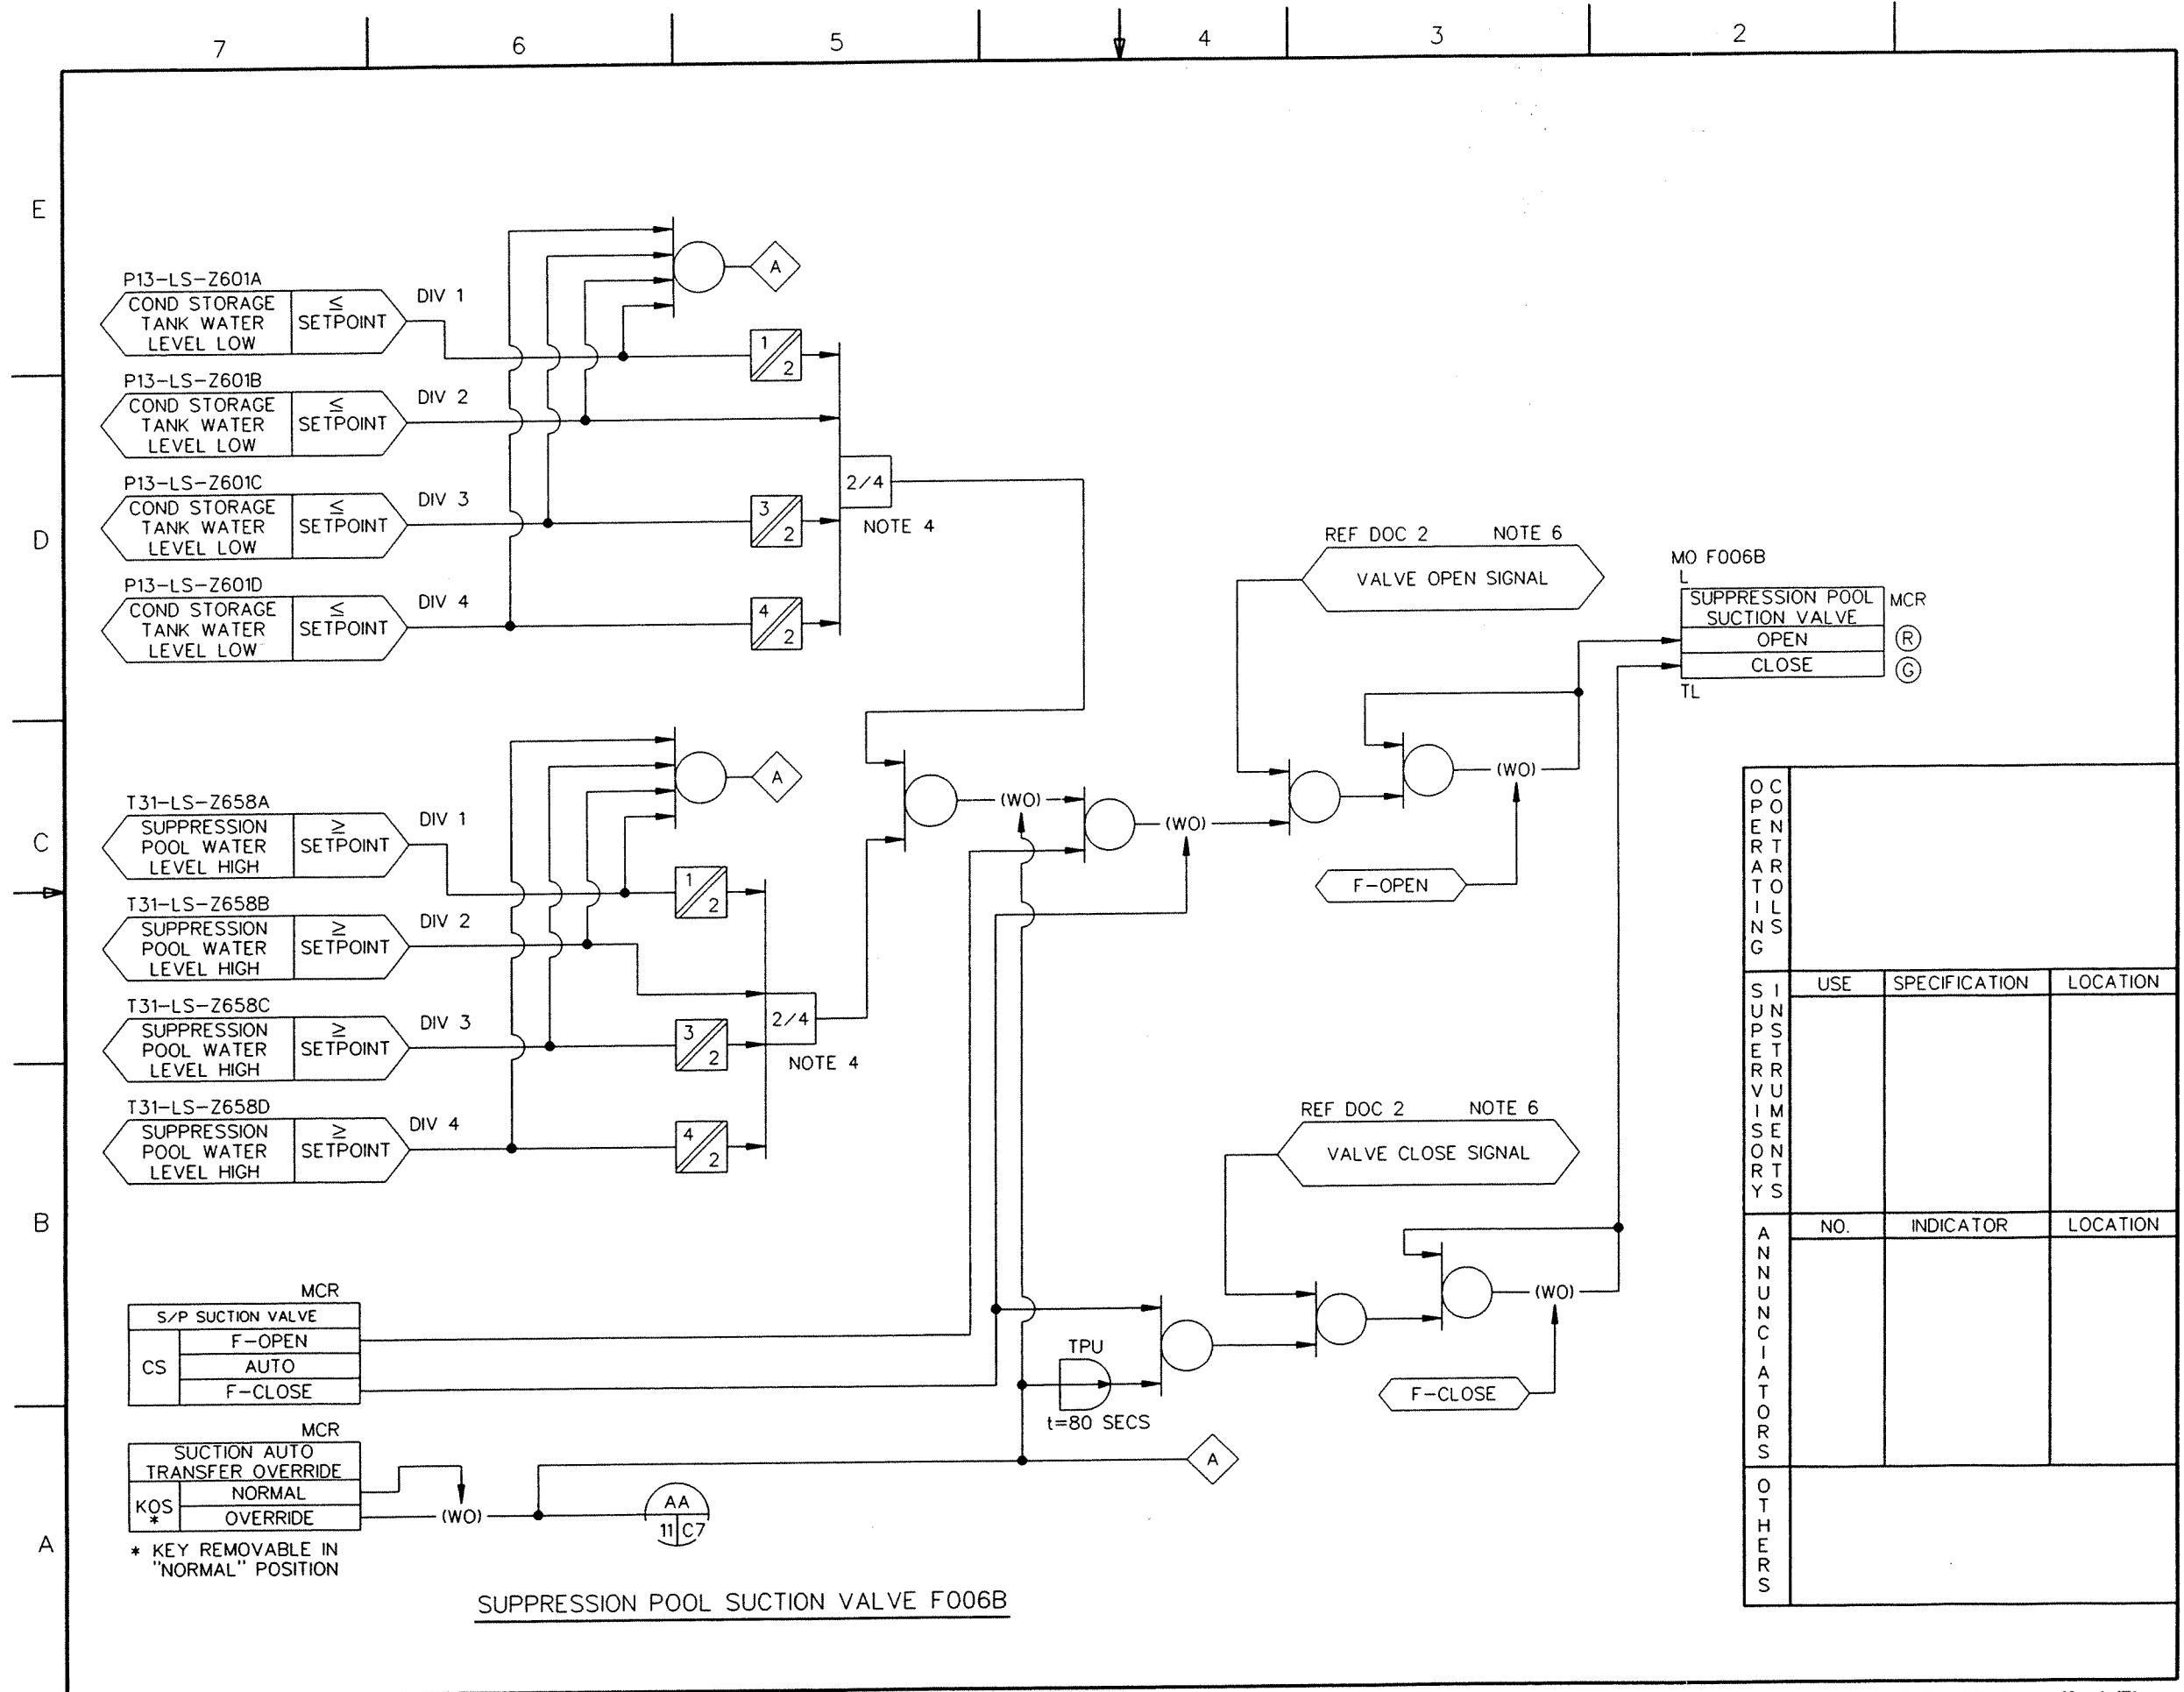 7 6 5 4 3 2
E
D
C
B
A
P13-LS-Z601A
COND STORAGE
TANK WATER
LEVEL LOW
≤
SETPOINT
DIV 1
P13-LS-Z601B
COND STORAGE
TANK WATER
LEVEL LOW
≤
SETPOINT
DIV 2
P13-LS-Z601C
COND STORAGE
TANK WATER
LEVEL LOW
≤
SETPOINT
DIV 3
P13-LS-Z601D
COND STORAGE
TANK WATER
LEVEL LOW
≤
SETPOINT
DIV 4
A
1 2
3 2
4 2
2/4
NOTE 4
T31-LS-Z658A
SUPPRESSION
POOL WATER
LEVEL HIGH
≥
SETPOINT
DIV 1
T31-LS-Z658B
SUPPRESSION
POOL WATER
LEVEL HIGH
≥
SETPOINT
DIV 2
T31-LS-Z658C
SUPPRESSION
POOL WATER
LEVEL HIGH
≥
SETPOINT
DIV 3
T31-LS-Z658D
SUPPRESSION
POOL WATER
LEVEL HIGH
≥
SETPOINT
DIV 4
A
1 2
3 2
4 2
2/4
NOTE 4
(WO)
(WO)
REF DOC 2 NOTE 6
VALVE OPEN SIGNAL
(WO)
F-OPEN
MO F006B
L
SUPPRESSION POOL
SUCTION VALVE
OPEN
CLOSE
TL
MCR
R
G
REF DOC 2 NOTE 6
VALVE CLOSE SIGNAL
(WO)
F-CLOSE
TPU
t=80 SECS
A
MCR
S/P SUCTION VALVE
CS
F-OPEN
AUTO
F-CLOSE
MCR
SUCTION AUTO
TRANSFER OVERRIDE
KOS
*
NORMAL
OVERRIDE
(WO)
AA
11 C7
* KEY REMOVABLE IN
"NORMAL" POSITION
SUPPRESSION POOL SUCTION VALVE F006B
OPERATING
CONTROLS
SUPERVISORY
INSTRUMENTS
USE SPECIFICATION LOCATION
ANNUNCIATORS
NO. INDICATOR LOCATION
OTHERS